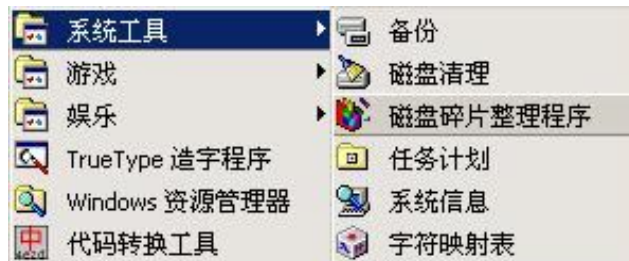 系统工具
游戏
娱乐
TrueType 造字程序
Windows 资源管理器
代码转换工具
备份
磁盘清理
磁盘碎片整理程序
任务计划
系统信息
字符映射表